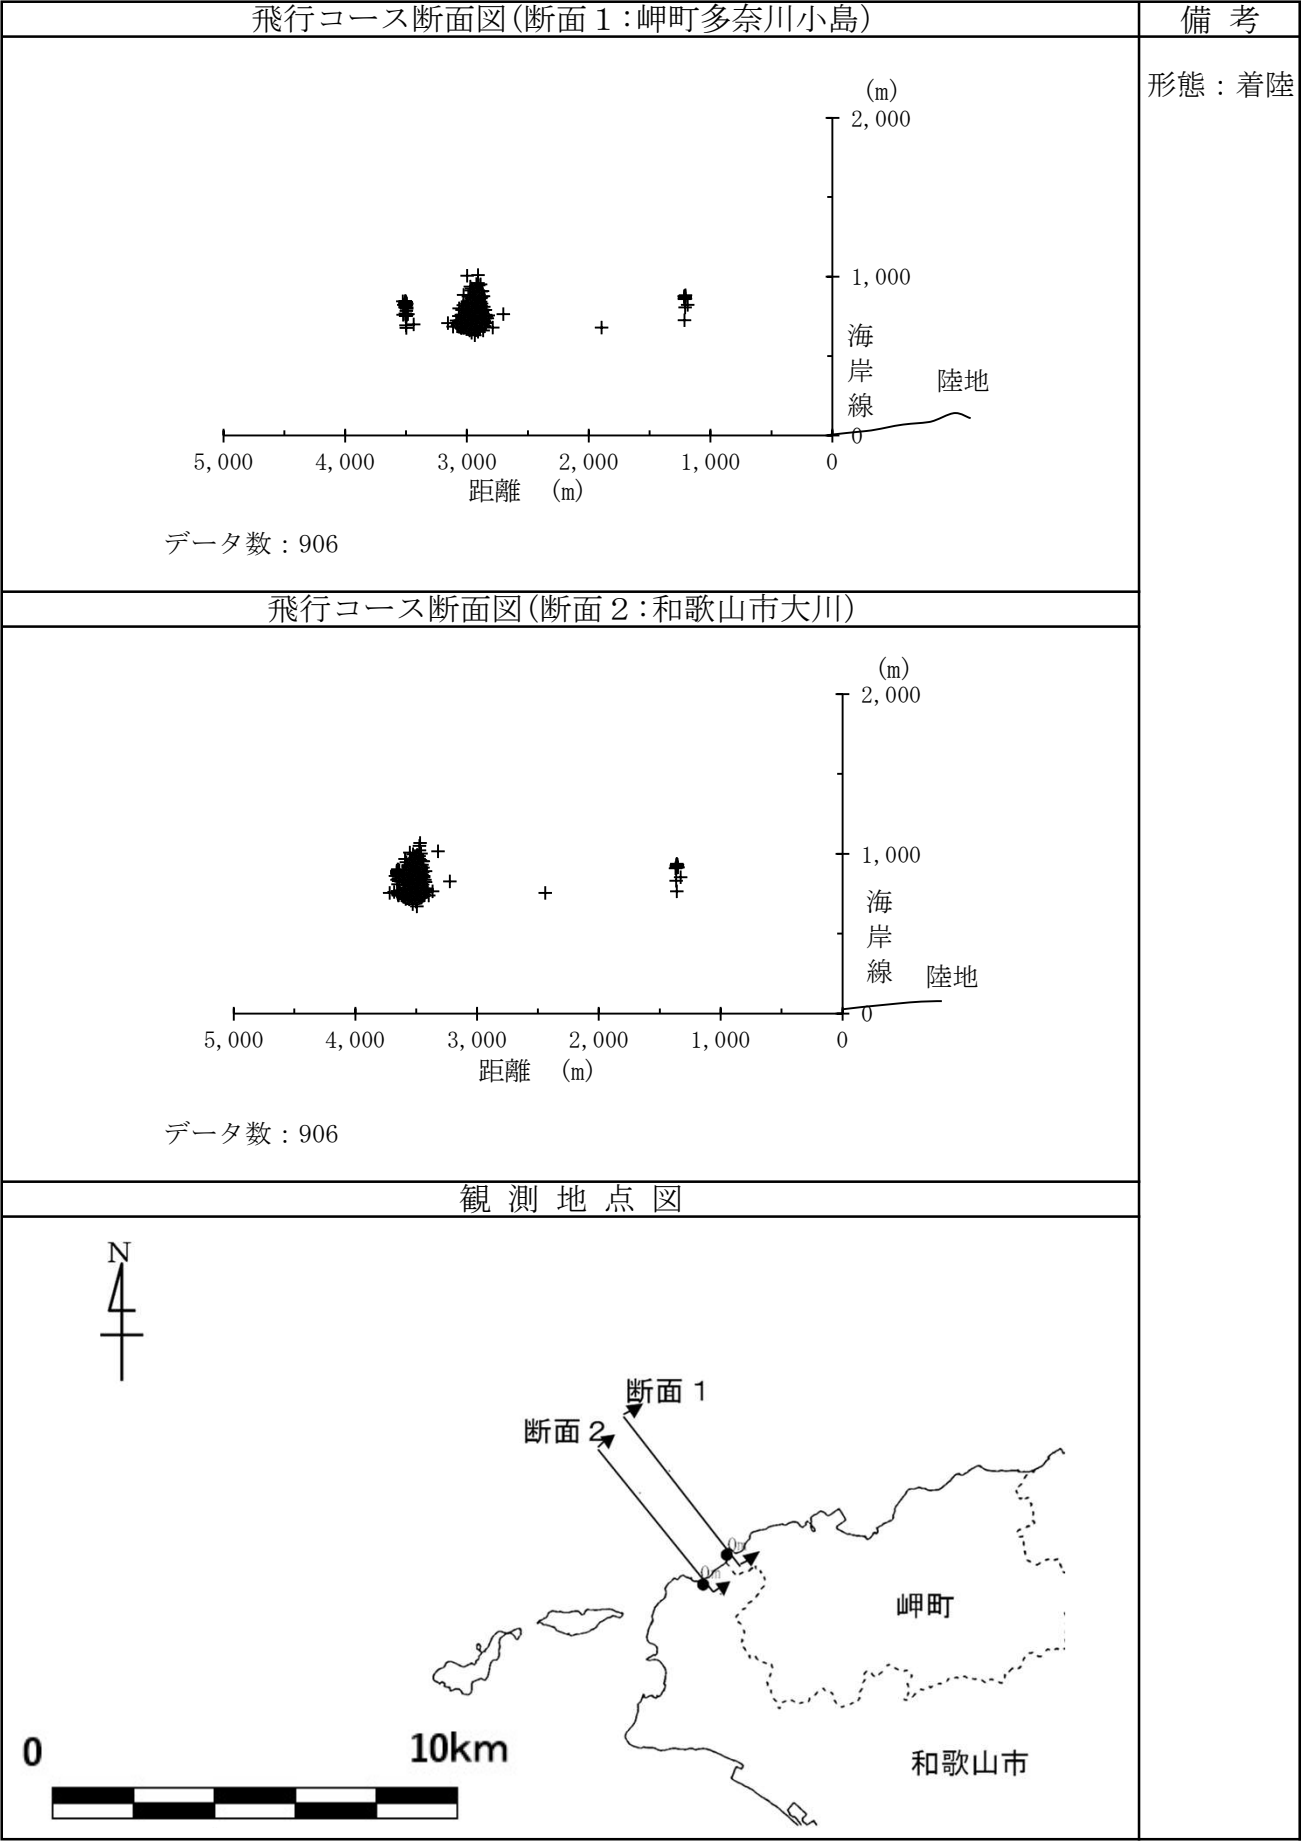 飛行コース断面図(断面１:岬町多奈川小島)
備 考
形態：着陸
(m)
2,000
1,000
海岸線
陸地
0
5,000 4,000 3,000 2,000 1,000 0
距離 (m)
データ数：906
飛行コース断面図(断面２:和歌山市大川)
(m)
2,000
1,000
海岸線
陸地
0
5,000 4,000 3,000 2,000 1,000 0
距離 (m)
データ数：906
観 測 地 点 図
N
断面１
断面２
0m
0m
岬町
和歌山市
0 10km